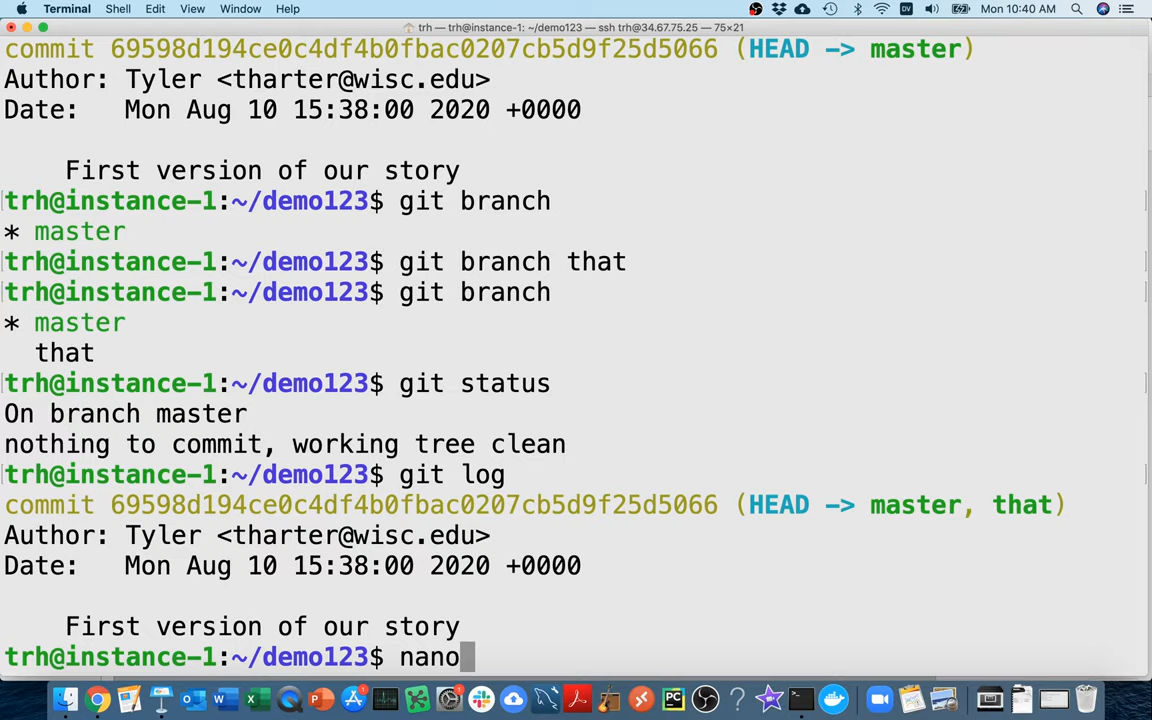 Terminal Shell Edit View Window Help Mon 10:40 AM
trh — trh@instance-1: ~/demo123 — ssh trh@34.67.75.25 — 75×21
commit 69598d194ce0c4df4b0fbac0207cb5d9f25d5066 (HEAD -> master)
Author: Tyler <tharter@wisc.edu>
Date:   Mon Aug 10 15:38:00 2020 +0000
    First version of our story
trh@instance-1:~/demo123$ git branch
* master
trh@instance-1:~/demo123$ git branch that
trh@instance-1:~/demo123$ git branch
* master
  that
trh@instance-1:~/demo123$ git status
On branch master
nothing to commit, working tree clean
trh@instance-1:~/demo123$ git log
commit 69598d194ce0c4df4b0fbac0207cb5d9f25d5066 (HEAD -> master, that)
Author: Tyler <tharter@wisc.edu>
Date:   Mon Aug 10 15:38:00 2020 +0000
    First version of our story
trh@instance-1:~/demo123$ nano